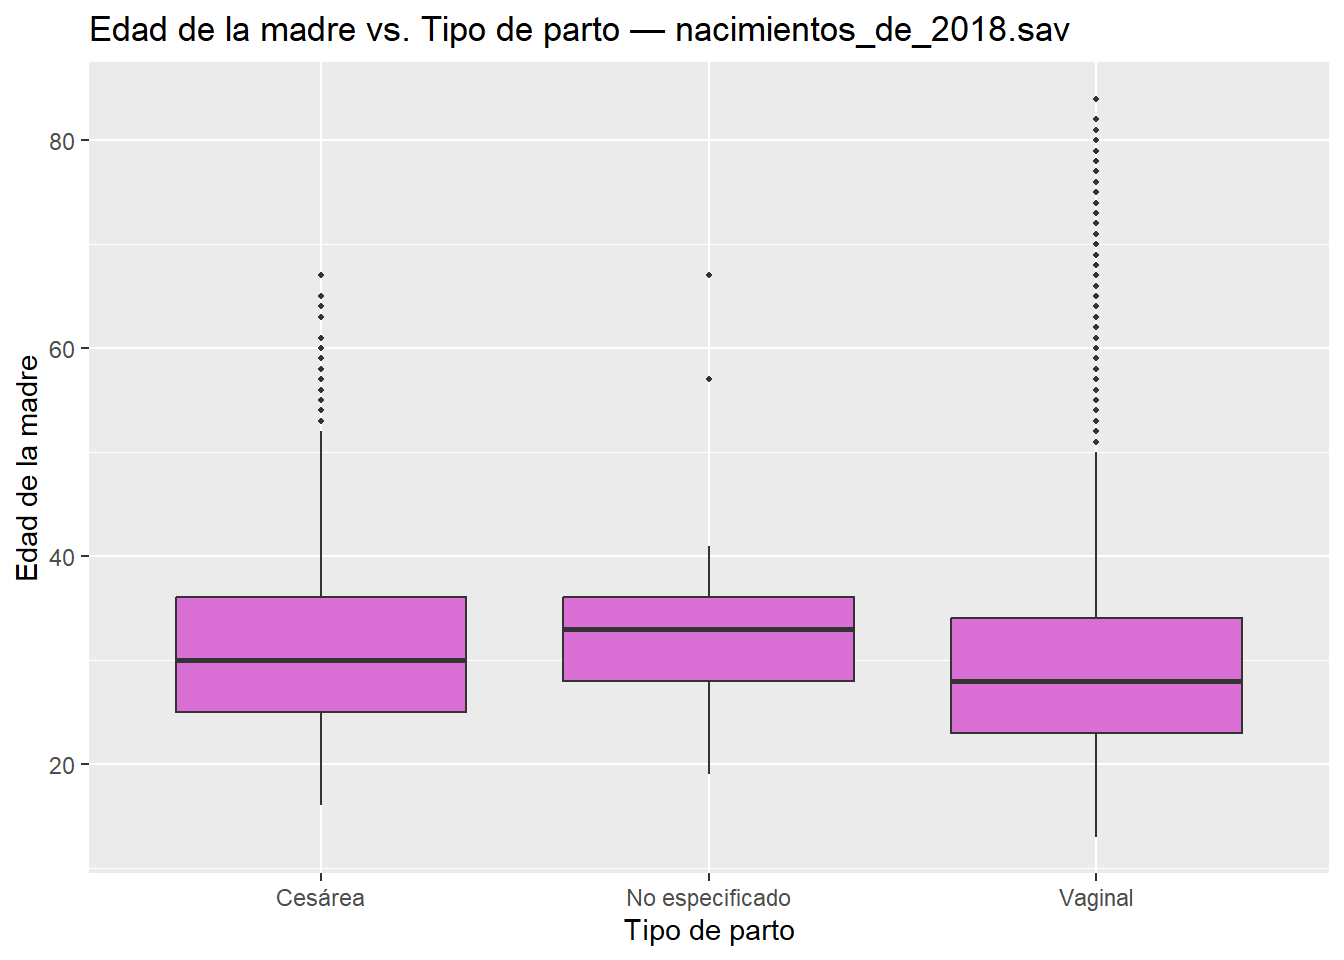 Edad de la madre vs. Tipo de parto — nacimientos_de_2018.sav
Edad de la madre
80
60
40
20
Cesárea
No especificado
Vaginal
Tipo de parto